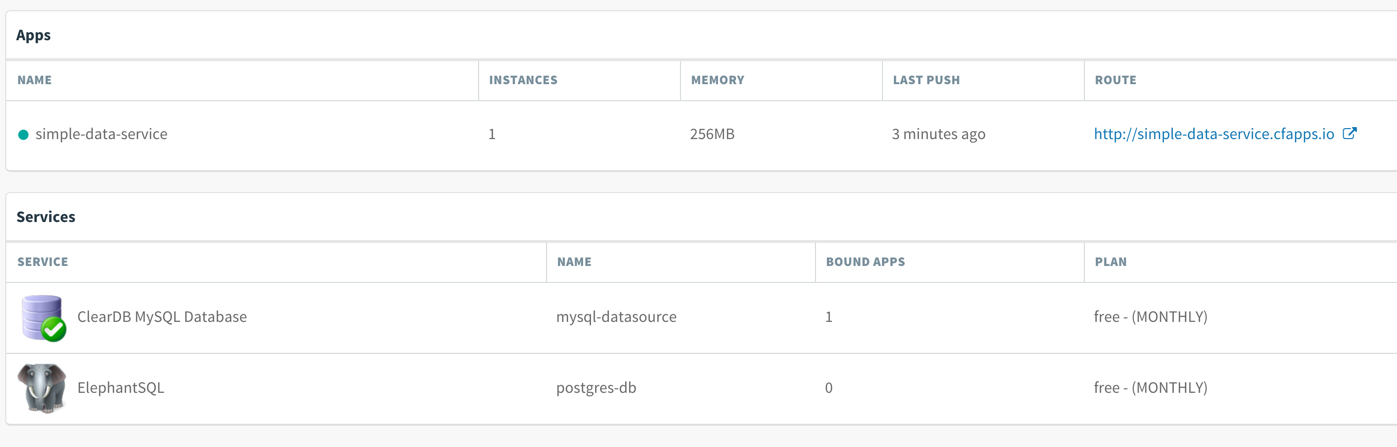 Apps
NAME INSTANCES MEMORY LAST PUSH ROUTE
simple-data-service 1 256MB 3 minutes ago http://simple-data-service.cfapps.io
Services
SERVICE NAME BOUND APPS PLAN
ClearDB MySQL Database mysql-datasource 1 free - (MONTHLY)
ElephantSQL postgres-db 0 free - (MONTHLY)